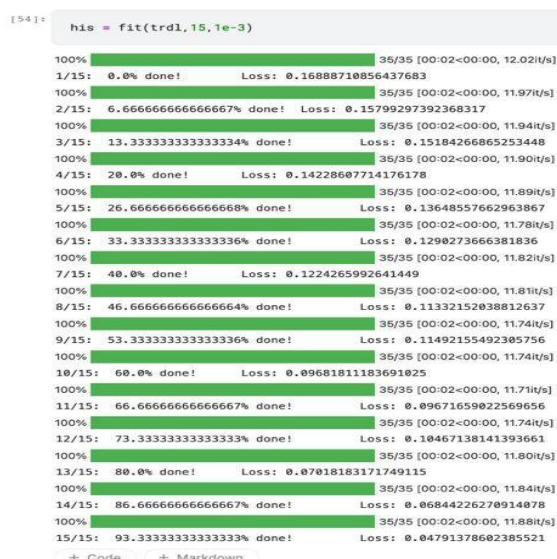 [54]:
his = fit(trdl,15,1e-3)
100% 35/35 [00:02<00:00, 12.02it/s]
1/15: 0.0% done! Loss: 0.16888710856437683
100% 35/35 [00:02<00:00, 11.97it/s]
2/15: 6.666666666666667% done! Loss: 0.15799297392368317
100% 35/35 [00:02<00:00, 11.94it/s]
3/15: 13.333333333333334% done! Loss: 0.15184266865253448
100% 35/35 [00:02<00:00, 11.90it/s]
4/15: 20.0% done! Loss: 0.14228607714176178
100% 35/35 [00:02<00:00, 11.89it/s]
5/15: 26.666666666666668% done! Loss: 0.13648557662963867
100% 35/35 [00:02<00:00, 11.78it/s]
6/15: 33.333333333333336% done! Loss: 0.1290273666381836
100% 35/35 [00:02<00:00, 11.82it/s]
7/15: 40.0% done! Loss: 0.1224265992641449
100% 35/35 [00:02<00:00, 11.81it/s]
8/15: 46.666666666666664% done! Loss: 0.11332152038812637
100% 35/35 [00:02<00:00, 11.74it/s]
9/15: 53.333333333333336% done! Loss: 0.11492155492305756
100% 35/35 [00:02<00:00, 11.74it/s]
10/15: 60.0% done! Loss: 0.09681811183691025
100% 35/35 [00:02<00:00, 11.71it/s]
11/15: 66.66666666666667% done! Loss: 0.09671659022569656
100% 35/35 [00:02<00:00, 11.74it/s]
12/15: 73.33333333333333% done! Loss: 0.10467138141393661
100% 35/35 [00:02<00:00, 11.80it/s]
13/15: 80.0% done! Loss: 0.07018183171749115
100% 35/35 [00:02<00:00, 11.84it/s]
14/15: 86.66666666666667% done! Loss: 0.06844226270914078
100% 35/35 [00:02<00:00, 11.88it/s]
15/15: 93.33333333333333% done! Loss: 0.04791378602385521
+ Code + Markdown